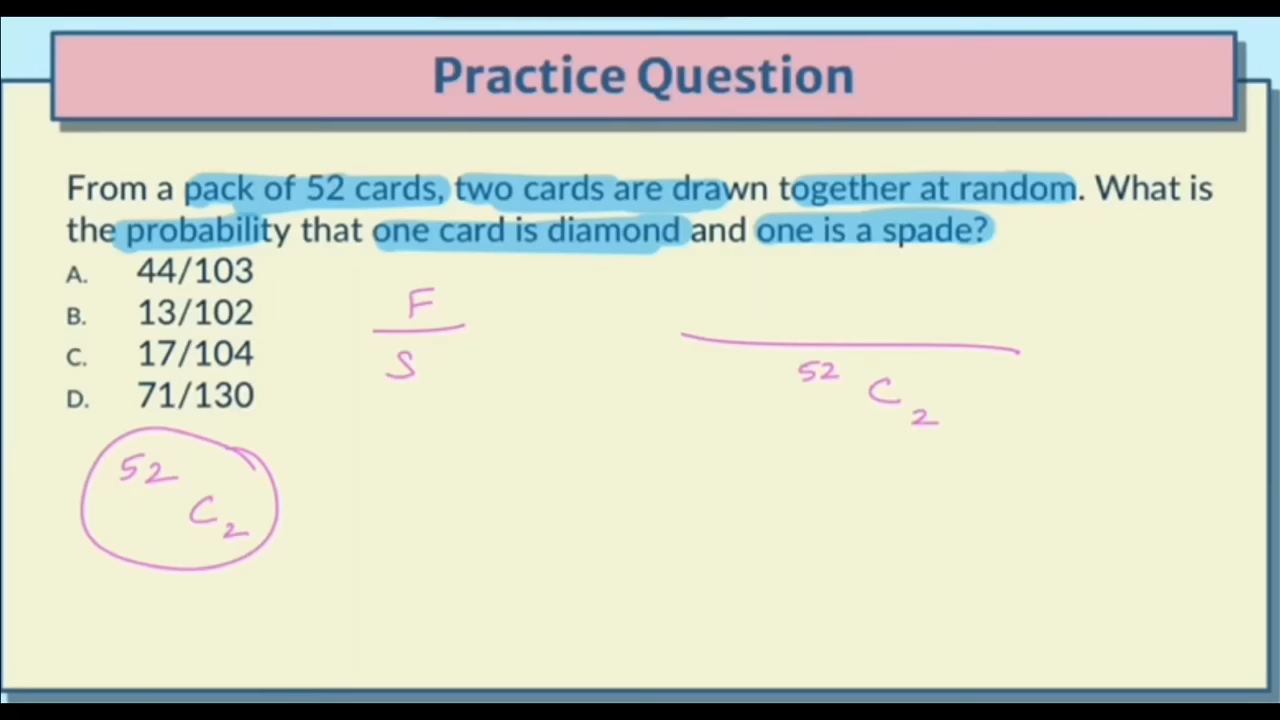 Practice Question
From a pack of 52 cards, two cards are drawn together at random. What is
the probability that one card is diamond and one is a spade?
A. 44/103
B. 13/102
C. 17/104
D. 71/130
F
S
52 C 2
52 C 2